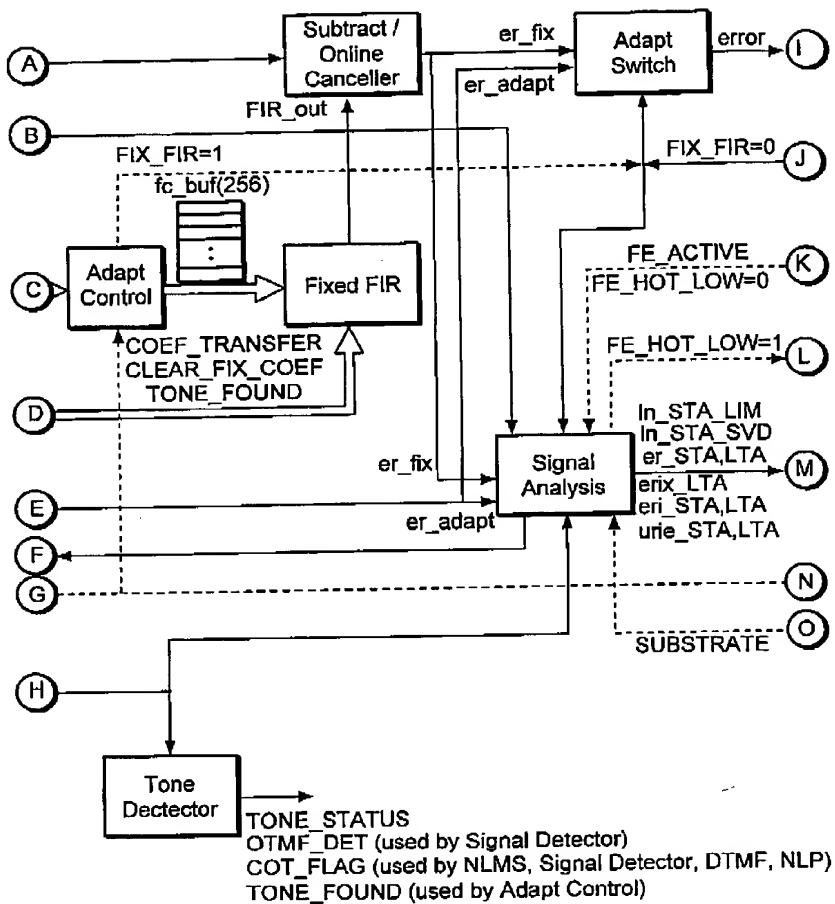 Subtract /
Online
Canceller
er_fix
Adapt
Switch
error
I
A
er_adapt
FIR_out
B
FIX_FIR=1
FIX_FIR=0
J
fc_buf(256)
C
Adapt
Control
Fixed FIR
FE_ACTIVE
FE_HOT_LOW=0
K
COEF_TRANSFER
CLEAR_FIX_COEF
TONE_FOUND
FE_HOT_LOW=1
L
D
ln_STA_LIM
ln_STA_SVD
er_STA,LTA
erix_LTA
eri_STA,LTA
urie_STA,LTA
M
er_fix
Signal
Analysis
E
er_adapt
F
G
N
O
SUBSTRATE
H
Tone
Dectector
TONE_STATUS
OTMF_DET (used by Signal Detector)
COT_FLAG (used by NLMS, Signal Detector, DTMF, NLP)
TONE_FOUND (used by Adapt Control)